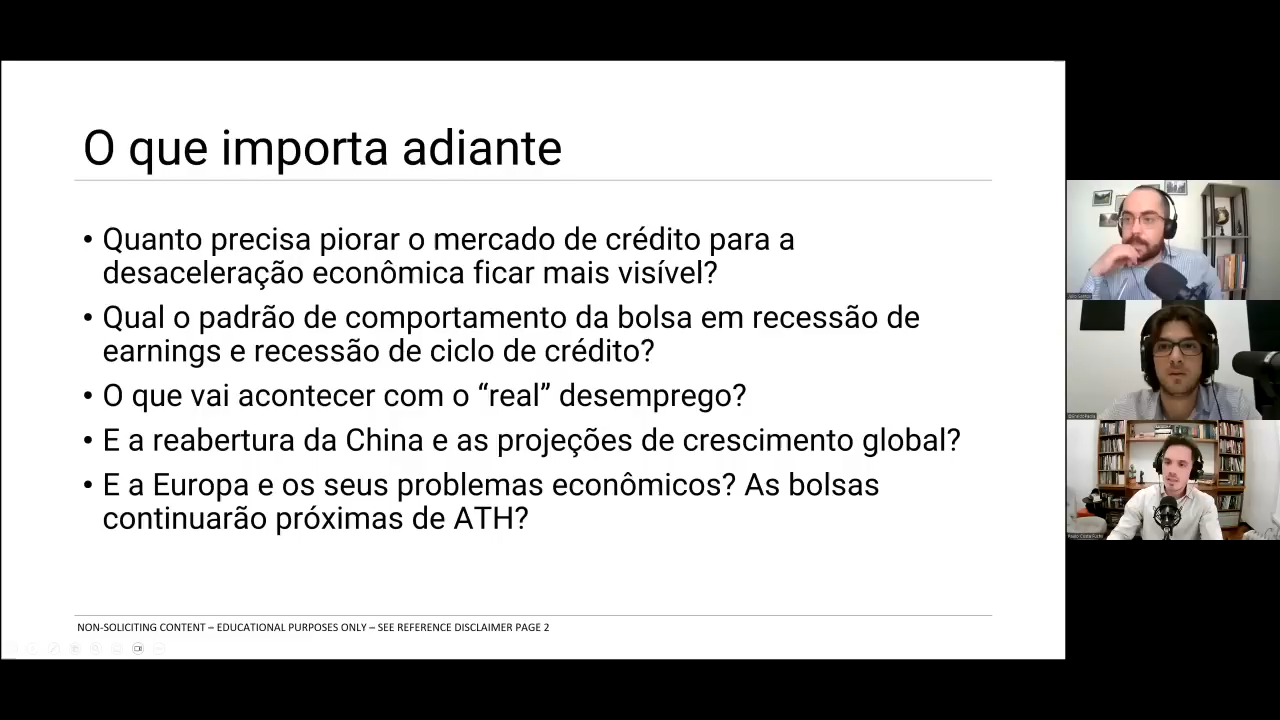 O que importa adiante
• Quanto precisa piorar o mercado de crédito para a
desaceleração econômica ficar mais visível?
• Qual o padrão de comportamento da bolsa em recessão de
earnings e recessão de ciclo de crédito?
• O que vai acontecer com o “real” desemprego?
• E a reabertura da China e as projeções de crescimento global?
• E a Europa e os seus problemas econômicos? As bolsas
continuarão próximas de ATH?
NON-SOLICITING CONTENT – EDUCATIONAL PURPOSES ONLY – SEE REFERENCE DISCLAIMER PAGE 2